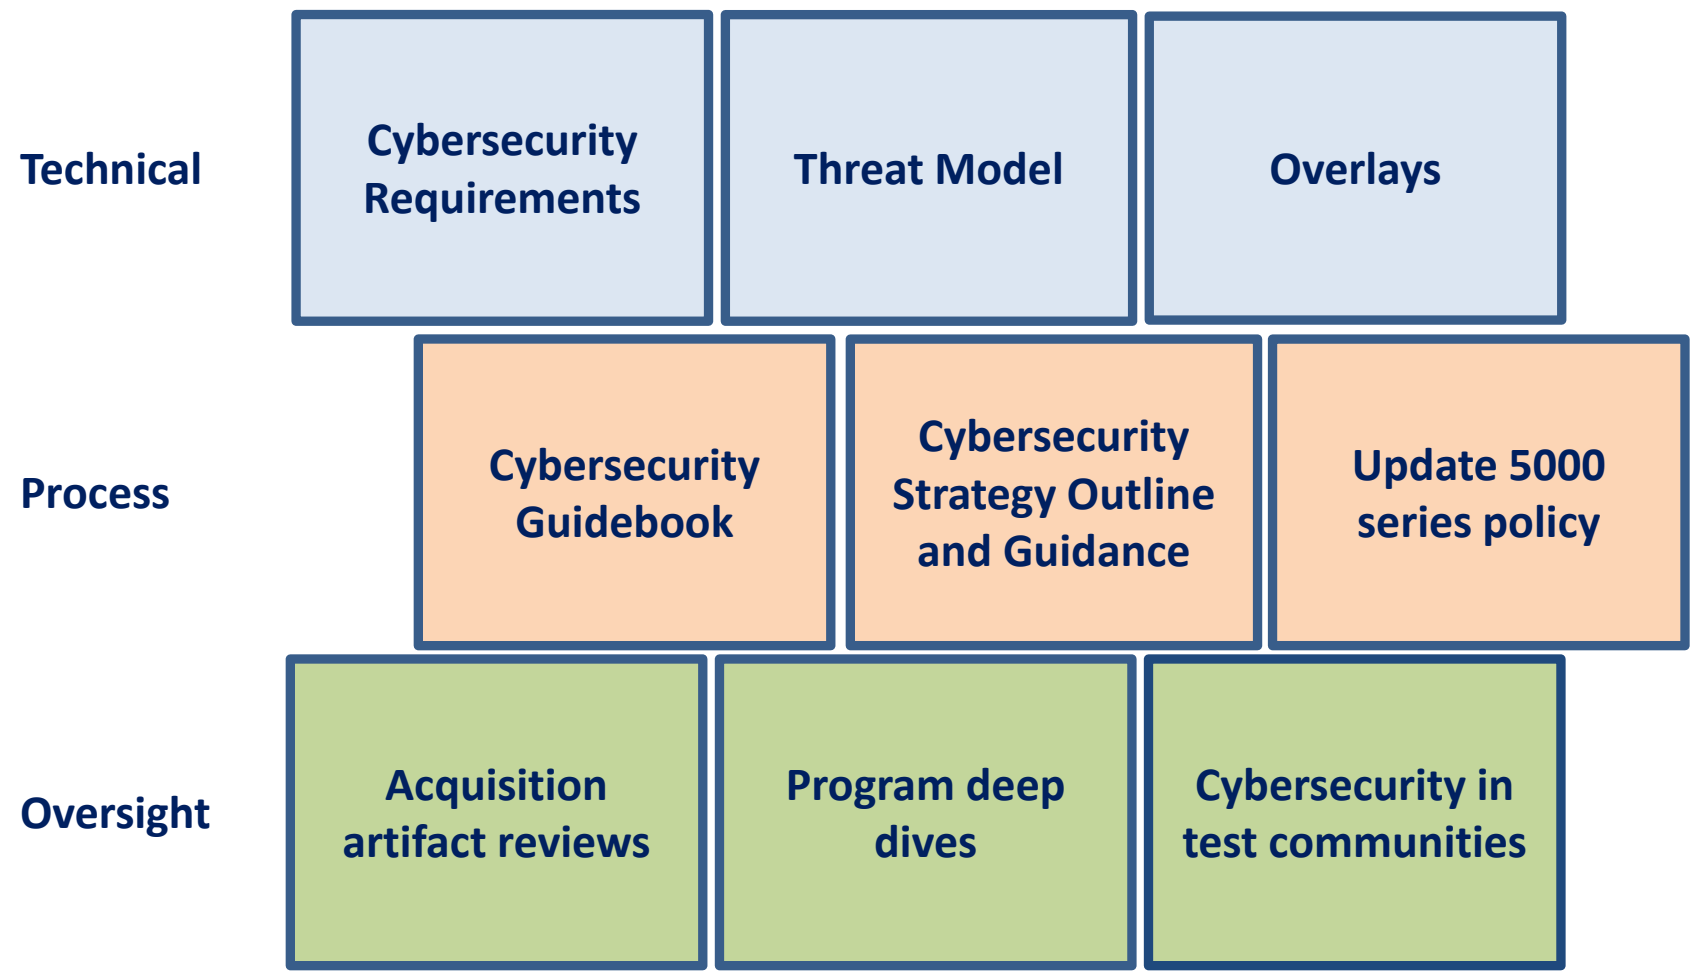 Technical
Cybersecurity
Requirements
Threat Model
Overlays
Process
Cybersecurity
Guidebook
Cybersecurity
Strategy Outline
and Guidance
Update 5000
series policy
Oversight
Acquisition
artifact reviews
Program deep
dives
Cybersecurity in
test communities